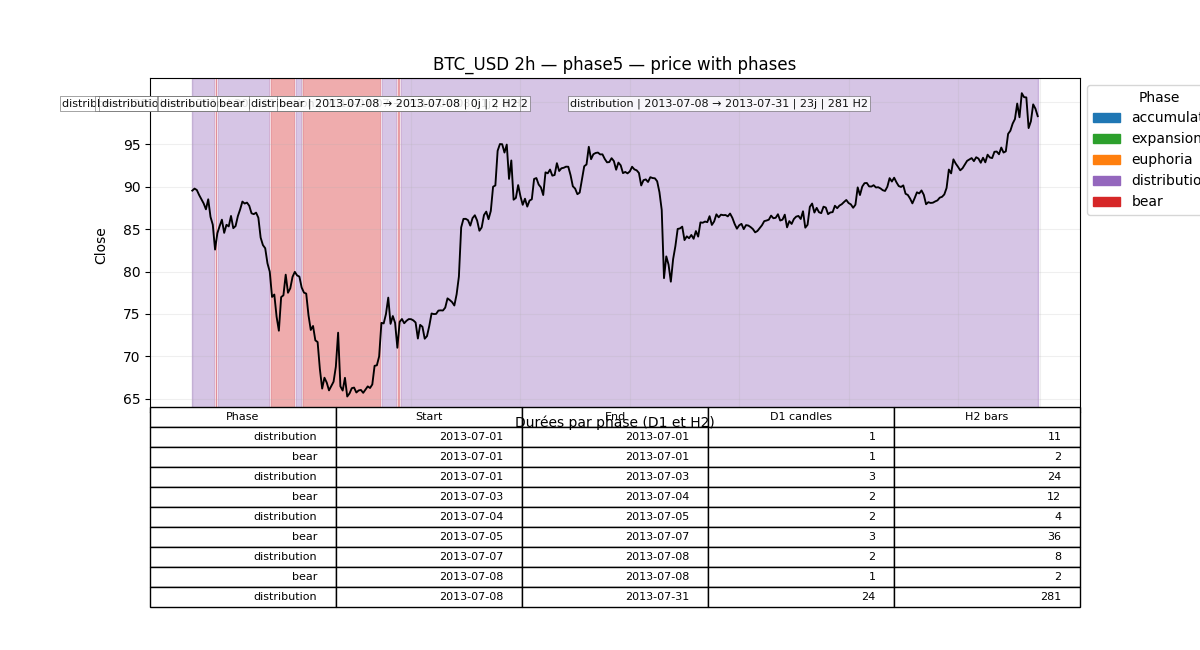 BTC_USD 2h — phase5 — price with phases
distribution | 2013-07-08 → 2013-07-31 | 23j | 281 H2
bear | 2013-07-08 → 2013-07-08 | 0j | 2 H2
bear
Phase
expansion
euphoria
bear
Close
95
90
85
80
75
70
65
Durées par phase (D1 et H2)
Phase Start End D1 candles H2 bars
distribution 2013-07-01 2013-07-01 1 11
bear 2013-07-01 2013-07-01 1 2
distribution 2013-07-01 2013-07-03 3 24
bear 2013-07-03 2013-07-04 2 12
distribution 2013-07-04 2013-07-05 2 4
bear 2013-07-05 2013-07-07 3 36
distribution 2013-07-07 2013-07-08 2 8
bear 2013-07-08 2013-07-08 1 2
distribution 2013-07-08 2013-07-31 24 281